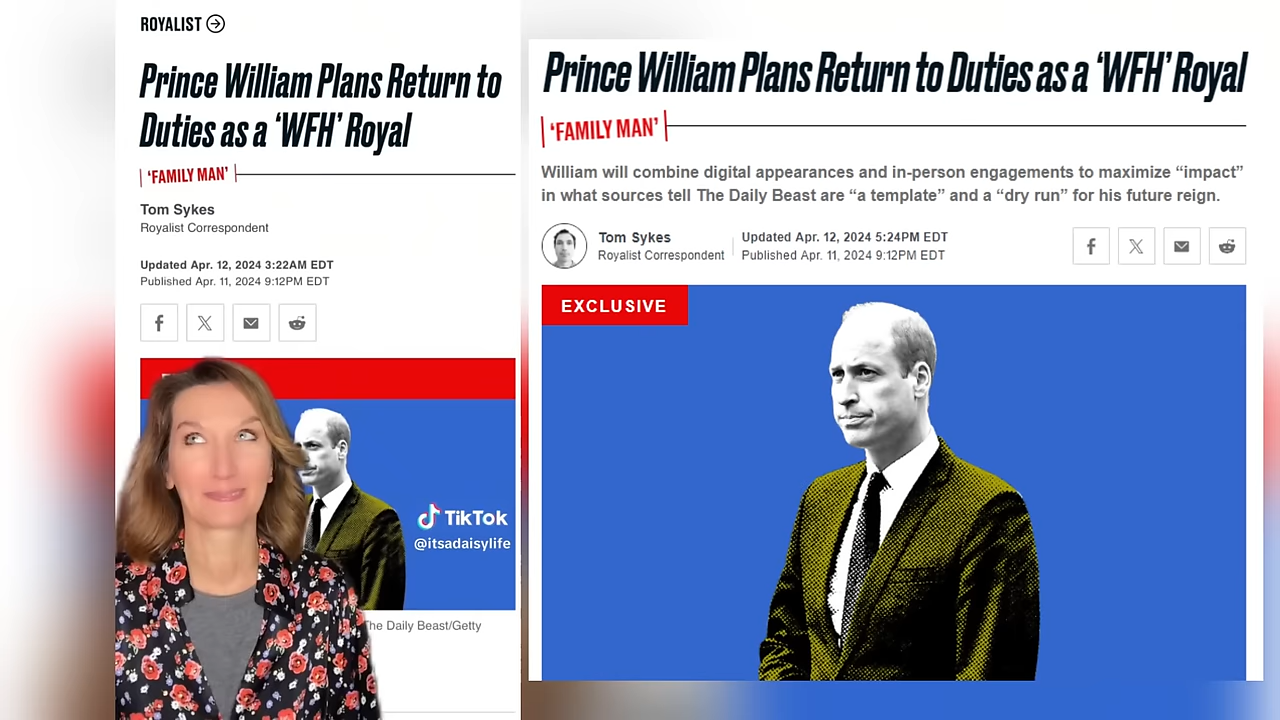 ROYALIST
Prince William Plans Return to
Duties as a ‘WFH’ Royal
‘FAMILY MAN’
Tom Sykes
Royalist Correspondent
Updated Apr. 12, 2024 3:22AM EDT
Published Apr. 11, 2024 9:12PM EDT
TikTok
@itsadaisylife
The Daily Beast/Getty
Prince William Plans Return to Duties as a ‘WFH’ Royal
‘FAMILY MAN’
William will combine digital appearances and in-person engagements to maximize “impact”
in what sources tell The Daily Beast are “a template” and a “dry run” for his future reign.
Tom Sykes
Royalist Correspondent
Updated Apr. 12, 2024 5:24PM EDT
Published Apr. 11, 2024 9:12PM EDT
EXCLUSIVE